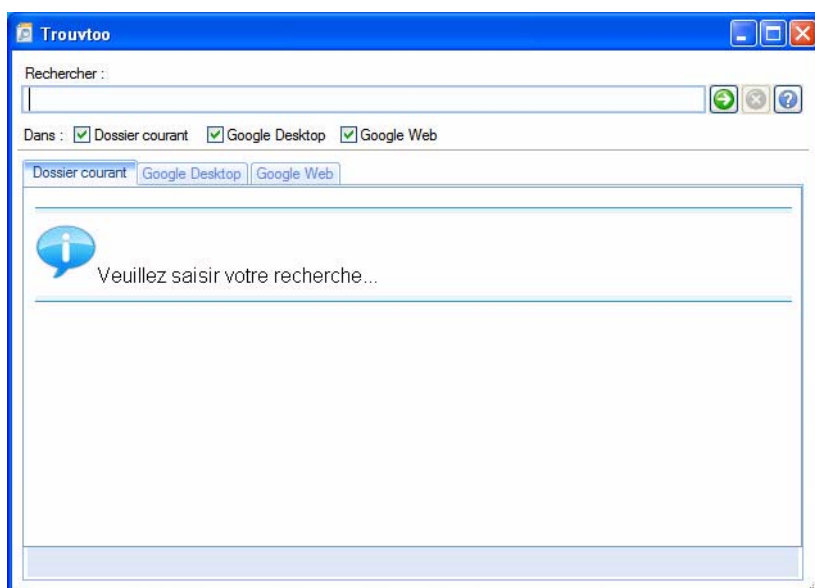 Trouvtoo
Rechercher :
Dans : Dossier courant Google Desktop Google Web
Dossier courant Google Desktop Google Web
Veuillez saisir votre recherche...